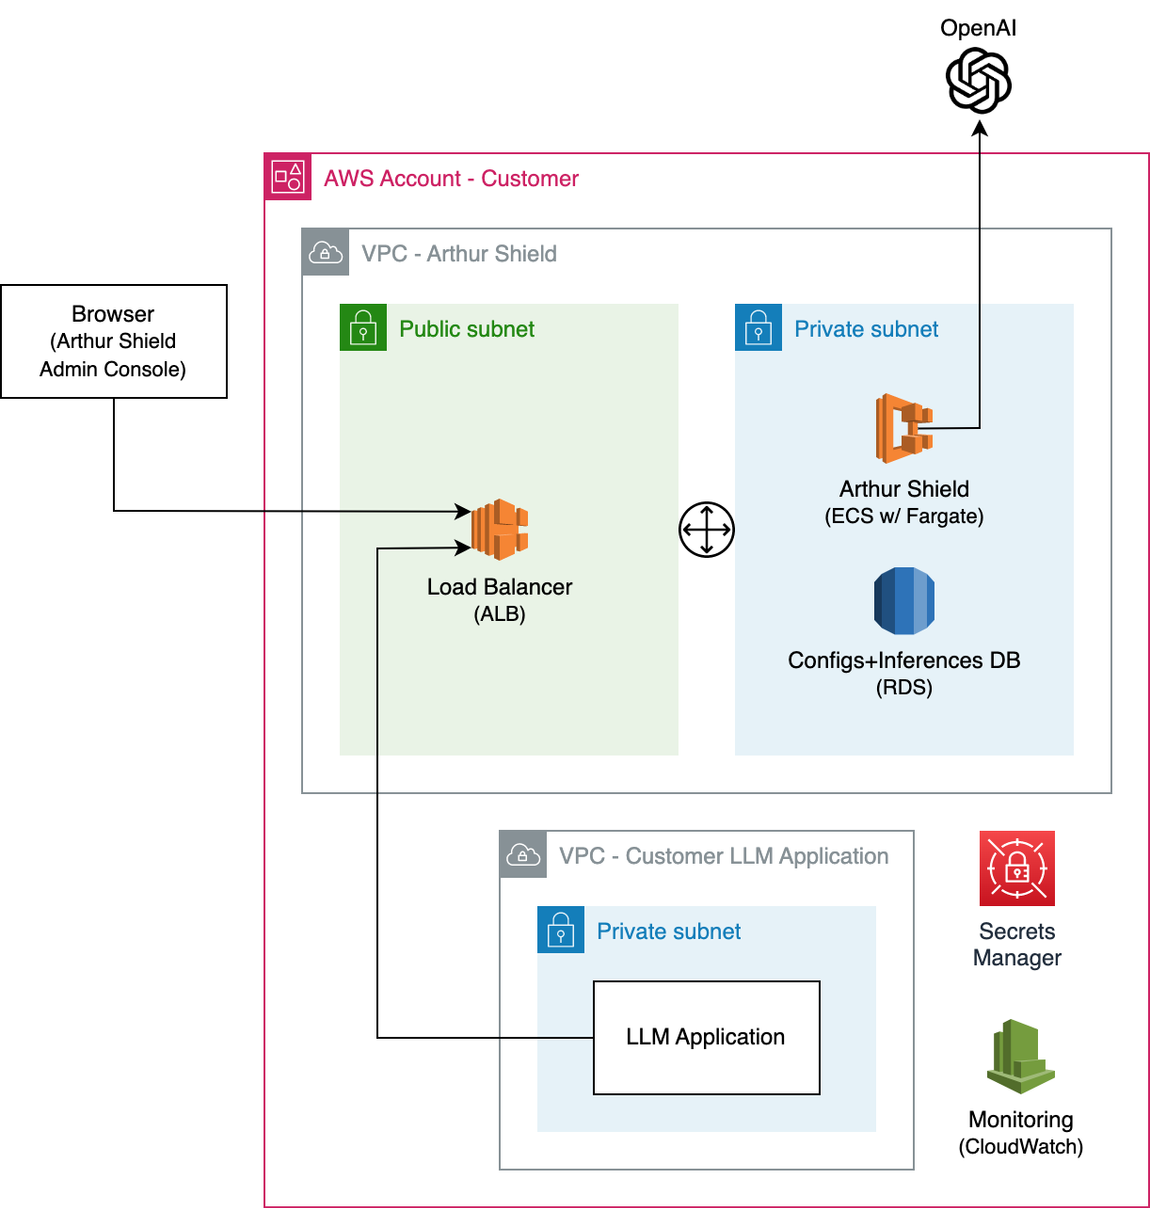 OpenAI
AWS Account - Customer
VPC - Arthur Shield
Browser
(Arthur Shield
Admin Console)
Public subnet
Private subnet
Arthur Shield
(ECS w/ Fargate)
Load Balancer
(ALB)
Configs+Inferences DB
(RDS)
VPC - Customer LLM Application
Private subnet
LLM Application
Secrets
Manager
Monitoring
(CloudWatch)